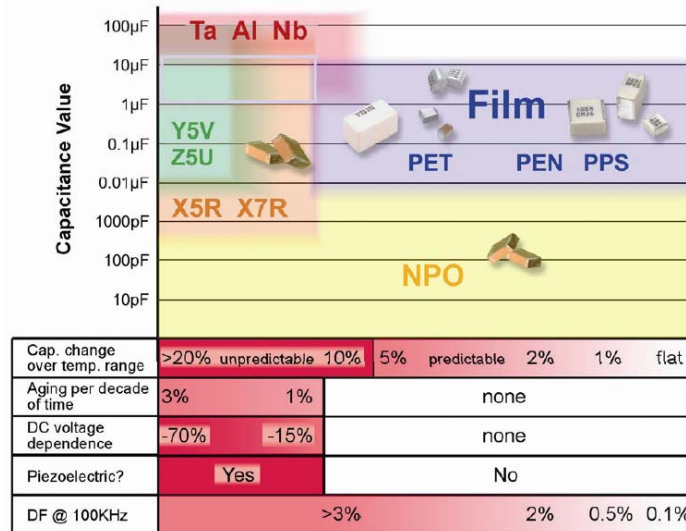 Capacitance Value
100µF
10µF
1µF
0.1µF
0.01µF
1000pF
100pF
10pF
Ta Al Nb
Film
Y5V
Z5U
PET PEN PPS
X5R X7R
NPO
Cap. change
over temp. range
>20% unpredictable 10% 5% predictable 2% 1% flat
Aging per decade
of time
3% 1% none
DC voltage
dependence
-70% -15% none
Piezoelectric?
Yes No
DF @ 100KHz
>3% 2% 0.5% 0.1%